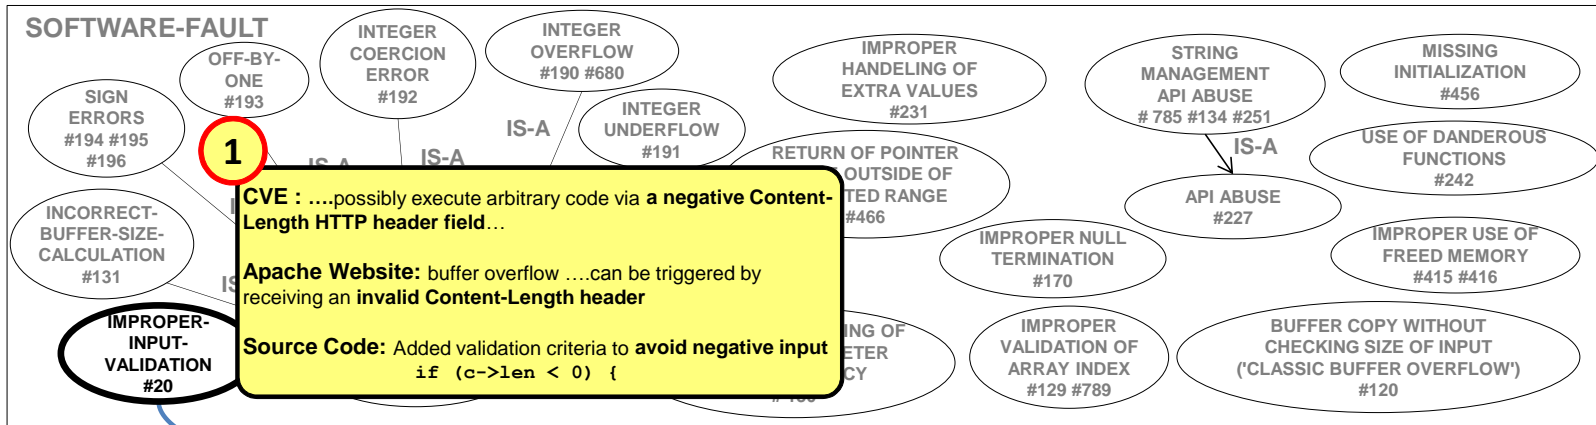 SOFTWARE-FAULT
OFF-BY-
ONE
#193
INTEGER
COERCION
ERROR
#192
INTEGER
OVERFLOW
#190 #680
IMPROPER
HANDELING OF
EXTRA VALUES
#231
STRING
MANAGEMENT
API ABUSE
# 785 #134 #251
MISSING
INITIALIZATION
#456
SIGN
ERRORS
#194 #195
#196
INTEGER
UNDERFLOW
#191
IS-A
IS-A
IS-A
IS-A
RETURN OF POINTER
OUTSIDE OF
TED RANGE
#466
USE OF DANDEROUS
FUNCTIONS
#242
API ABUSE
#227
1
CVE : ....possibly execute arbitrary code via a negative Content-
Length HTTP header field…
Apache Website: buffer overflow ....can be triggered by
receiving an invalid Content-Length header
Source Code: Added validation criteria to avoid negative input
if (c->len < 0) {
INCORRECT-
BUFFER-SIZE-
CALCULATION
#131
IMPROPER NULL
TERMINATION
#170
IMPROPER USE OF
FREED MEMORY
#415 #416
IMPROPER-
INPUT-
VALIDATION
#20
ING OF
ETER
CY
IMPROPER
VALIDATION OF
ARRAY INDEX
#129 #789
BUFFER COPY WITHOUT
CHECKING SIZE OF INPUT
('CLASSIC BUFFER OVERFLOW')
#120